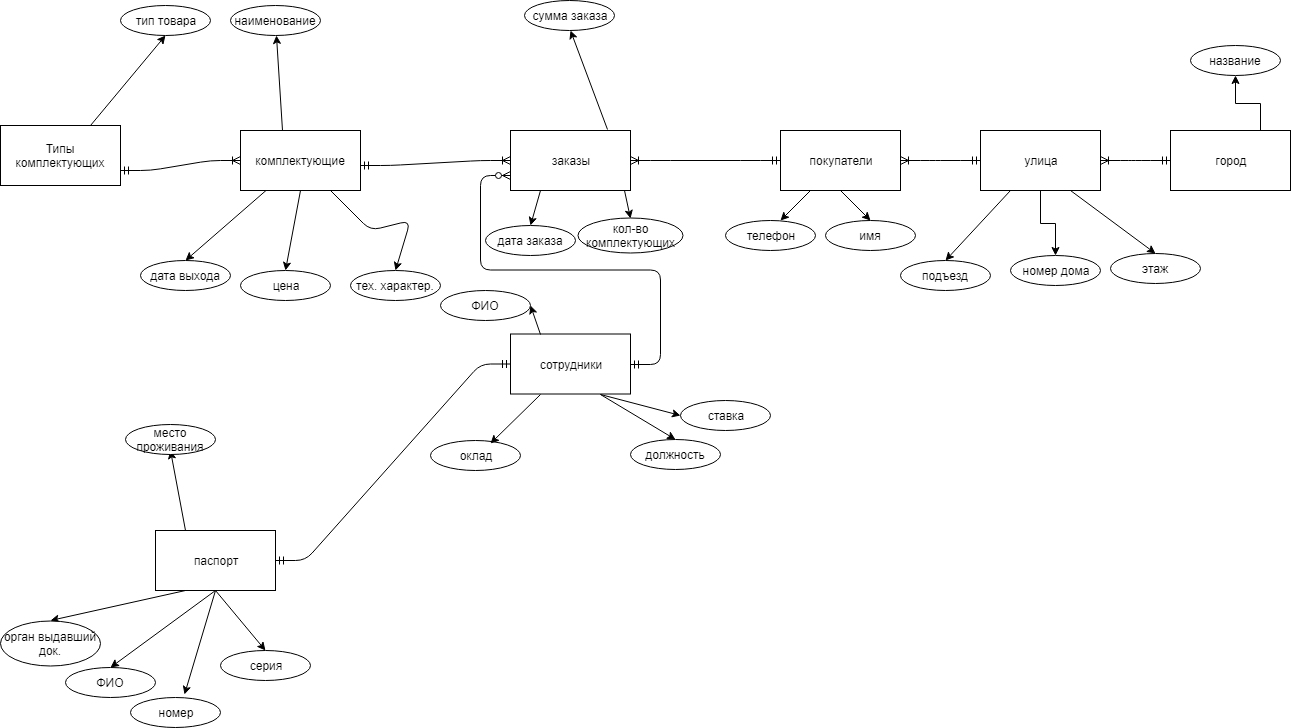 тип товара
наименование
сумма заказа
название
Типы
комплектующих
комплектующие
заказы
покупатели
улица
город
дата выхода
цена
тех. характер.
дата заказа
кол-во
комплектующих
телефон
имя
подъезд
номер дома
этаж
ФИО
сотрудники
оклад
ставка
должность
место
проживания
паспорт
орган выдавший
док.
ФИО
номер
серия